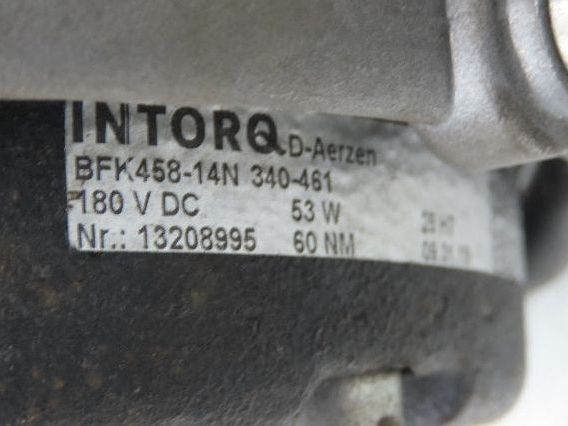 INTORQ D-Aerzen
BFK458-14N 340-461
180 V DC 53 W
Nr.: 13208995 60 NM